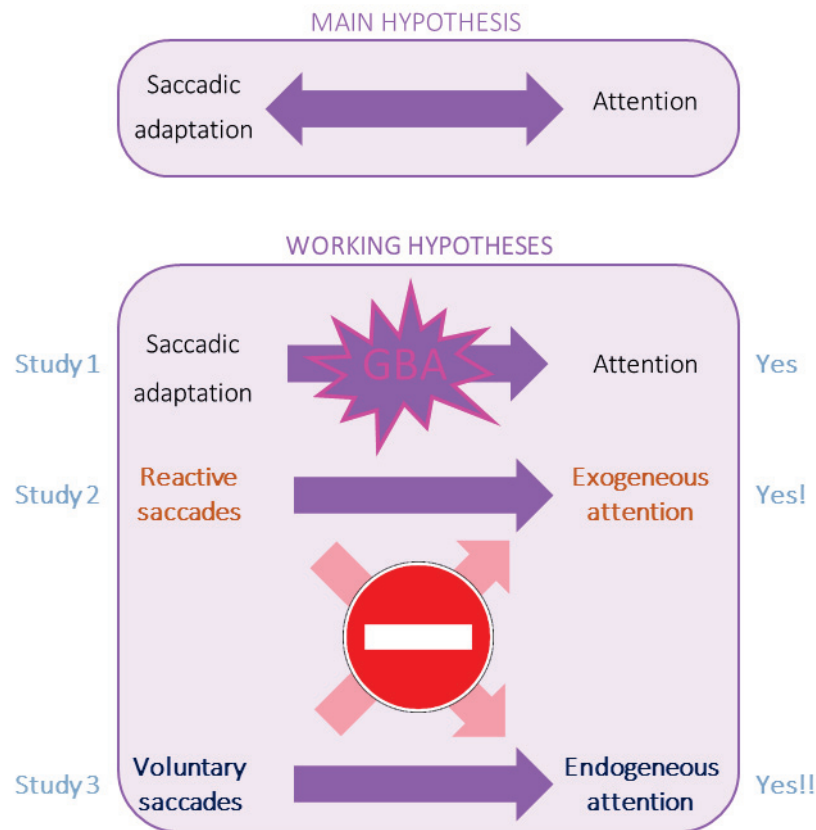 MAIN HYPOTHESIS
Saccadic
adaptation
Attention
WORKING HYPOTHESES
Study 1
Saccadic
adaptation
GBA
Attention
Yes
Study 2
Reactive
saccades
Exogeneous
attention
Yes!
Study 3
Voluntary
saccades
Endogeneous
attention
Yes!!